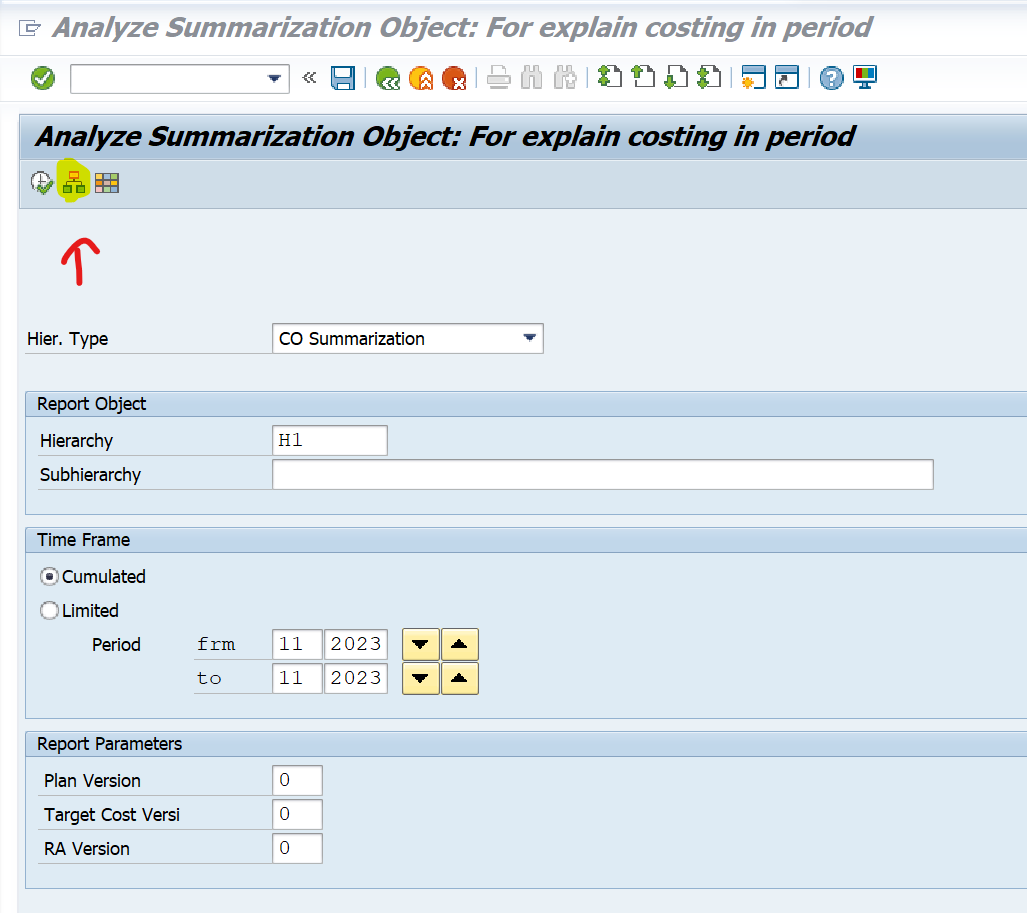 Analyze Summarization Object: For explain costing in period
Analyze Summarization Object: For explain costing in period
Hier. Type CO Summarization
Report Object
Hierarchy H1
Subhierarchy
Time Frame
Cumulated
Limited
Period frm 11 2023
to 11 2023
Report Parameters
Plan Version 0
Target Cost Versi 0
RA Version 0